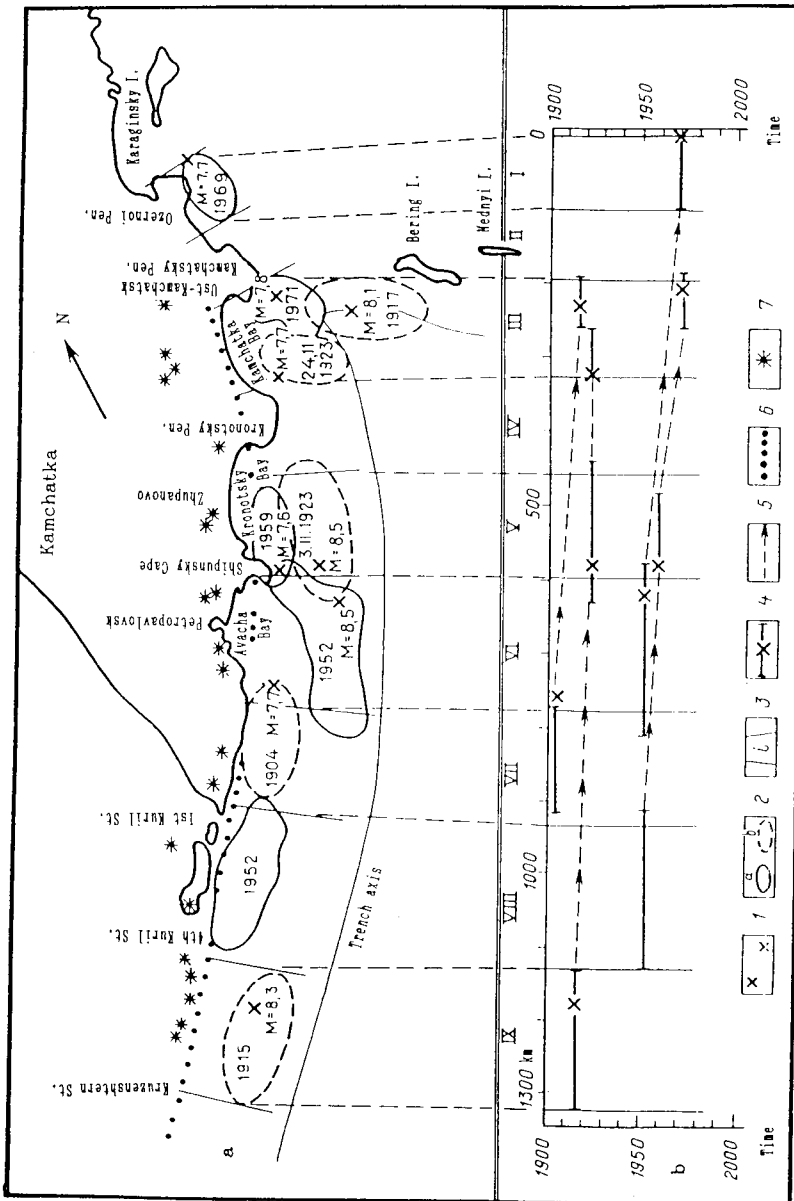 Kamchatka
N
Karaginsky I.
Ozernoi Pen.
Kamchatsky Pen.
Ust-Kamchatsk
Kronotsky Pen.
Zhupanovo
Shipunsky Cape
Petropavlovsk
1st Kuril St.
4th Kuril St.
Kruzenshtern St.
M=7,7
1969
Bering I.
Mednyi I.
Kamchatka
Bay
M=7,8
1971
M=8,1
1917
M=7,7
24.11
1923
Kronotsky
Bay
1959
M=7,6
3.11.1923
M=8,5
Avacha
Bay
1952
M=8,5
1904 M=7,7
1952
1915
M=8,3
Trench axis
a
IX
VIII
VII
VI
V
IV
III
II
I
1900
1950
2000
Time
1300 km
1000
500
0
1900
1950
2000
Time
b
a
b
i
1
2
3
4
5
6
7